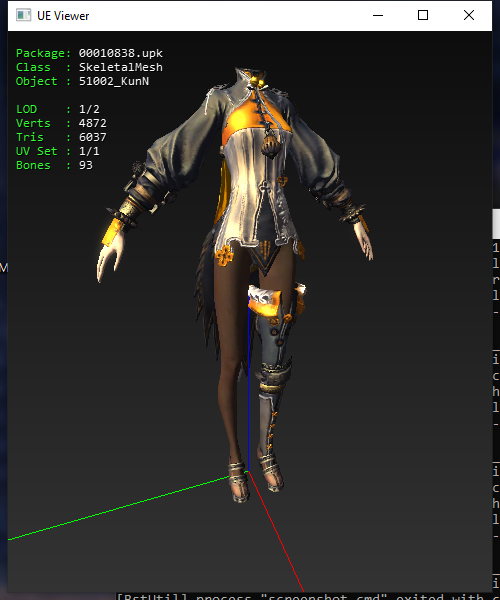 UE Viewer
Package: 00010838.upk
Class : SkeletalMesh
Object : 51002_KunN
LOD : 1/2
Verts : 4872
Tris : 6037
UV Set : 1/1
Bones : 93
[BstUtil] process "screenshot.cmd" exited with c